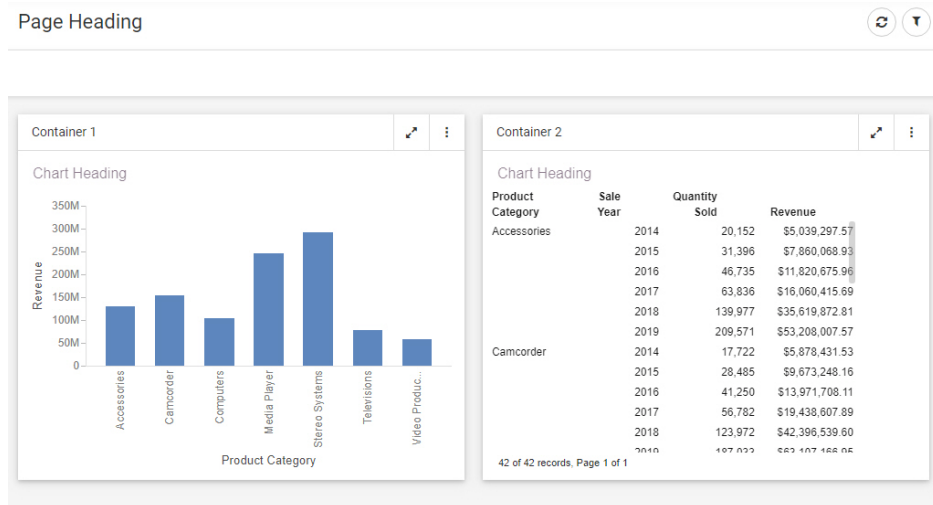 Page Heading
Container 1
Chart Heading
350M
300M
250M
200M
150M
100M
50M
0
Revenue
Accessories
Camcorder
Computers
Media Player
Stereo Systems
Televisions
Video Produc...
Product Category
Container 2
Chart Heading
Product Sale Quantity
Category Year Sold Revenue
Accessories 2014 20,152 $5,039,297.57
2015 31,396 $7,860,068.93
2016 46,735 $11,820,675.96
2017 63,836 $16,060,415.69
2018 139,977 $35,619,872.81
2019 209,571 $53,208,007.57
Camcorder 2014 17,722 $5,878,431.53
2015 28,485 $9,673,248.16
2016 41,250 $13,971,708.11
2017 56,782 $19,438,607.89
2018 123,972 $42,396,539.60
2019
42 of 42 records, Page 1 of 1